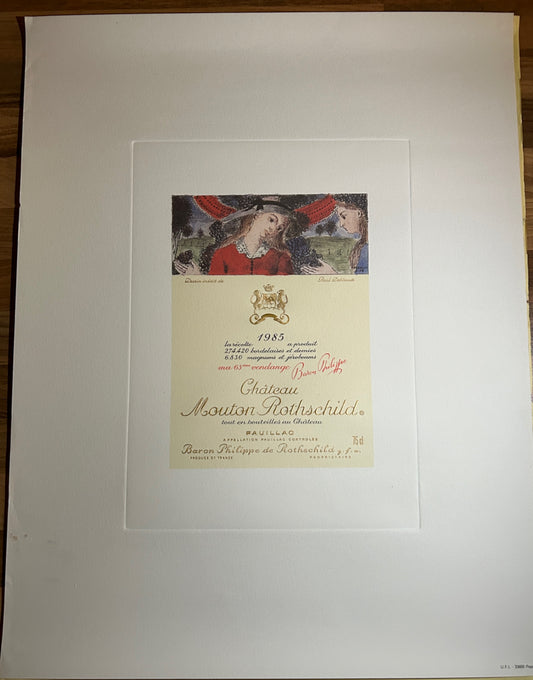 Dessin inédit de Paul Delvaux
1985
la récolte a produit
274.420 bordelaises et demies
6.830 magnums et jéroboams
ma 63ème vendange Baron Philippe
Château
Mouton Rothschild
tout en bouteilles au Château
PAUILLAC
APPELLATION PAUILLAC CONTRÔLÉE 75 cl
Baron Philippe de Rothschild g.f.a.
PRODUCE OF FRANCE PROPRIÉTAIRE
U.F.L -